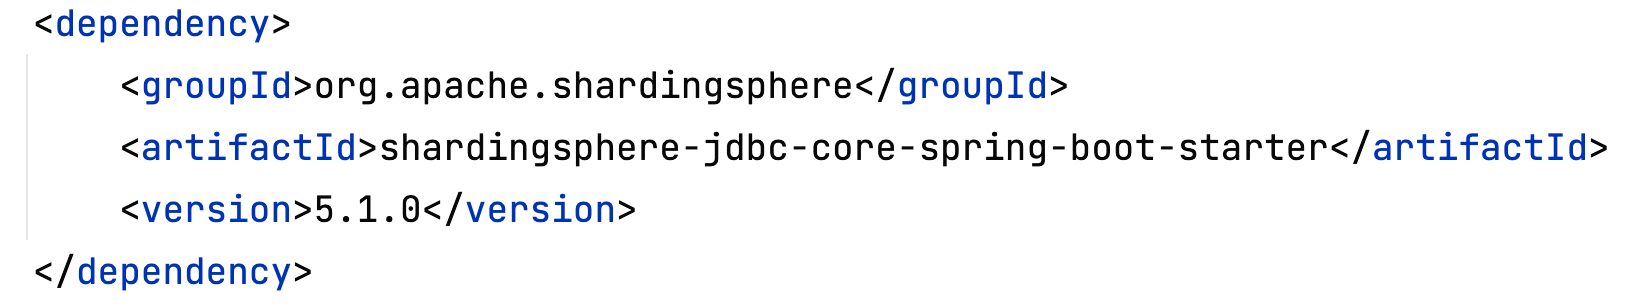 <dependency>
    <groupId>org.apache.shardingsphere</groupId>
    <artifactId>shardingsphere-jdbc-core-spring-boot-starter</artifactId>
    <version>5.1.0</version>
</dependency>